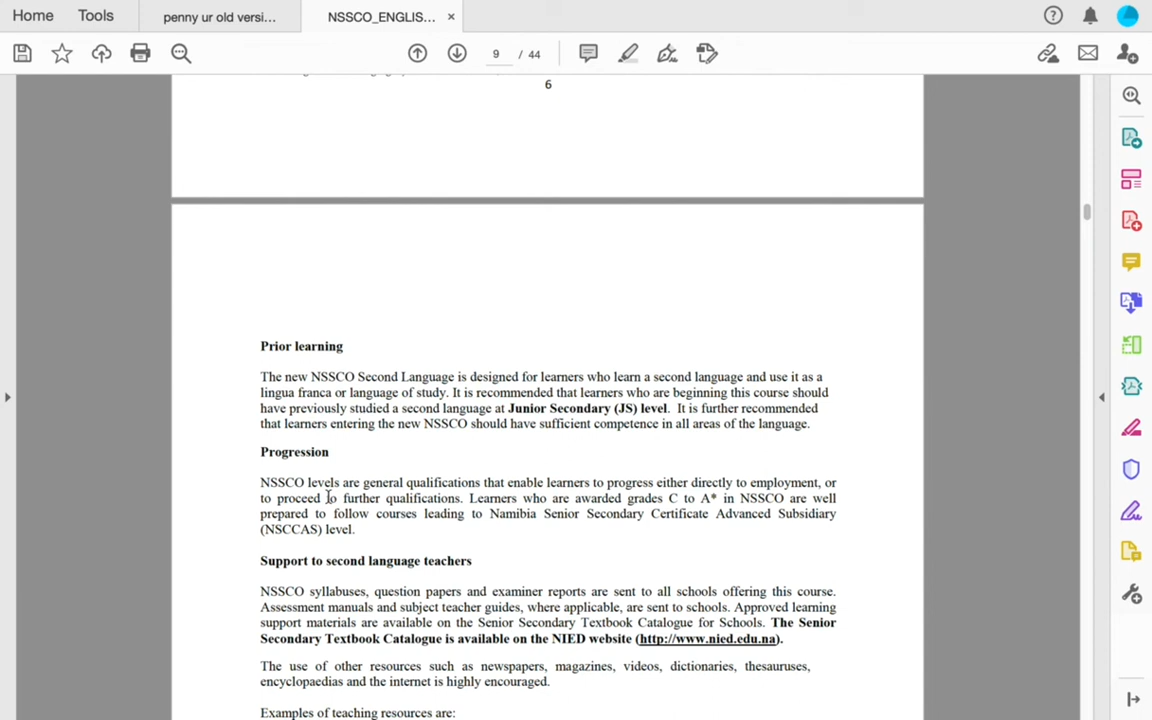 Home
Tools
penny ur old versi...
NSSCO_ENGLIS...
9 / 44
6
Prior learning
The new NSSCO Second Language is designed for learners who learn a second language and use it as a
lingua franca or language of study. It is recommended that learners who are beginning this course should
have previously studied a second language at Junior Secondary (JS) level. It is further recommended
that learners entering the new NSSCO should have sufficient competence in all areas of the language.
Progression
NSSCO levels are general qualifications that enable learners to progress either directly to employment, or
to proceed to further qualifications. Learners who are awarded grades C to A* in NSSCO are well
prepared to follow courses leading to Namibia Senior Secondary Certificate Advanced Subsidiary
(NSCCAS) level.
Support to second language teachers
NSSCO syllabuses, question papers and examiner reports are sent to all schools offering this course.
Assessment manuals and subject teacher guides, where applicable, are sent to schools. Approved learning
support materials are available on the Senior Secondary Textbook Catalogue for Schools. The Senior
Secondary Textbook Catalogue is available on the NIED website (http://www.nied.edu.na).
The use of other resources such as newspapers, magazines, videos, dictionaries, thesauruses,
encyclopaedias and the internet is highly encouraged.
Examples of teaching resources are: